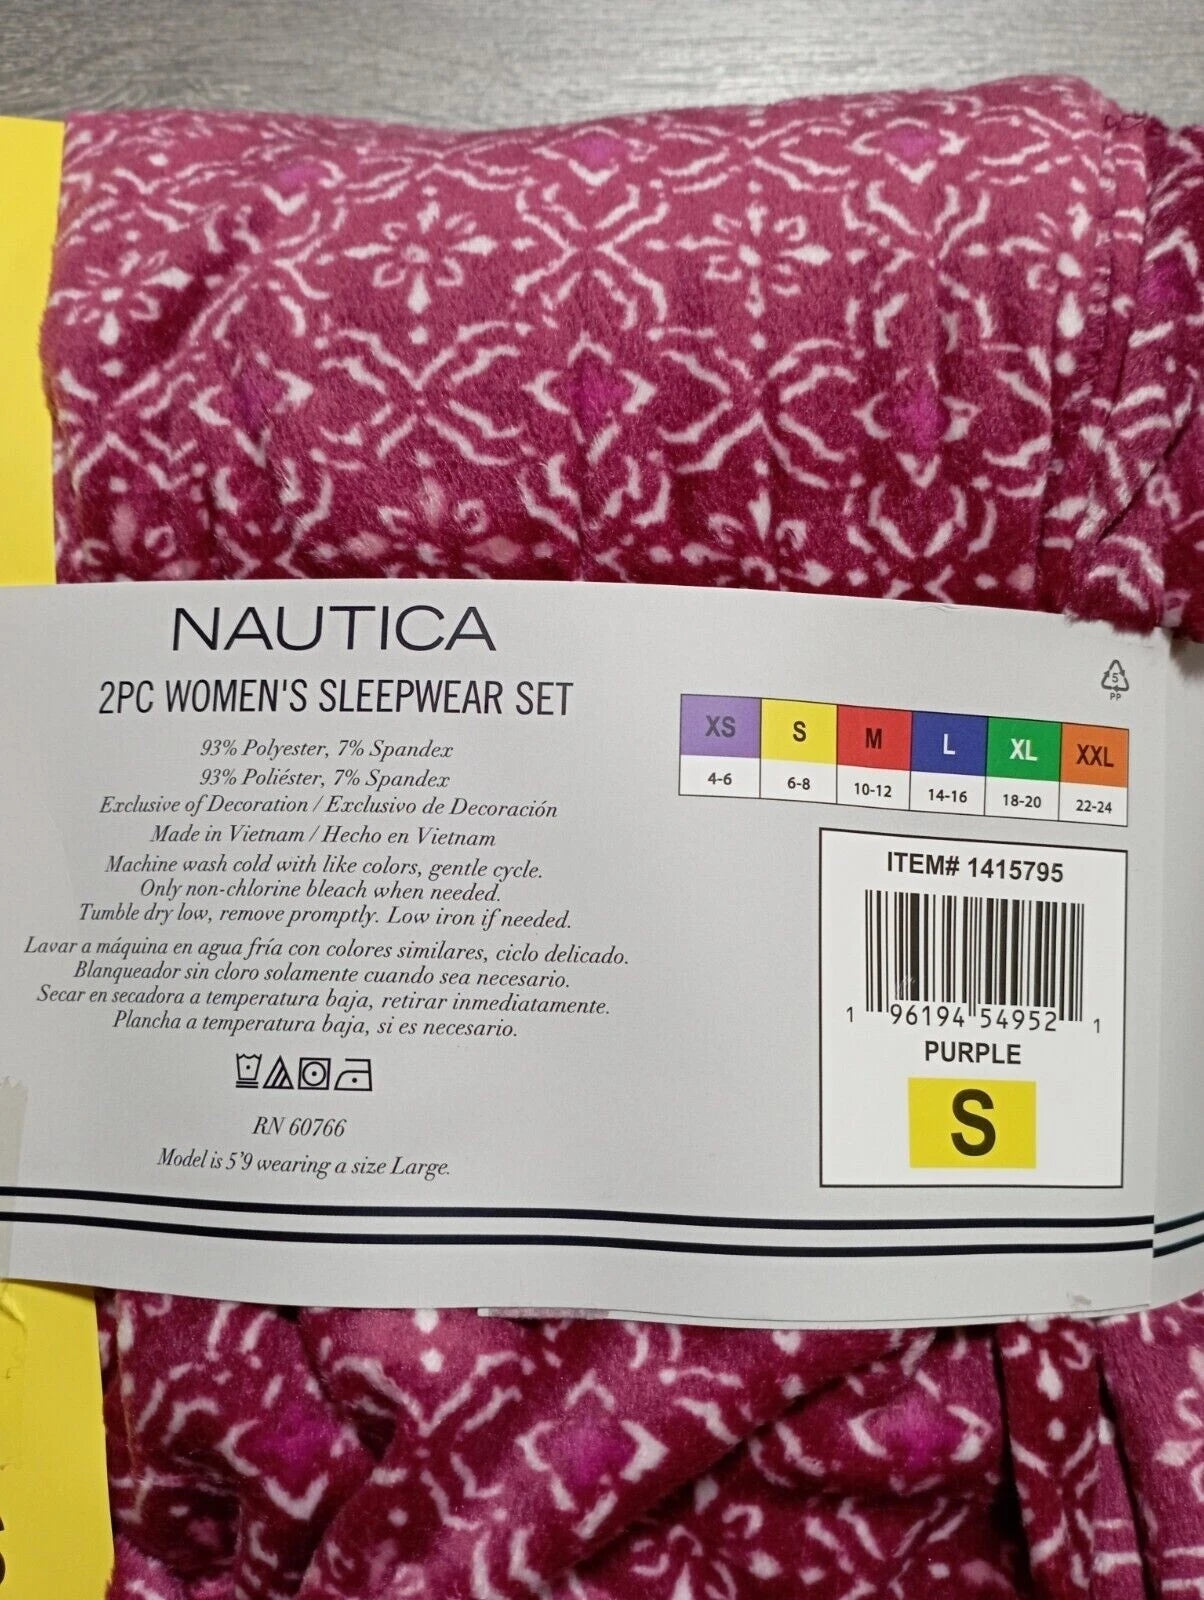 NAUTICA
2PC WOMEN'S SLEEPWEAR SET
93% Polyester, 7% Spandex
93% Poliéster, 7% Spandex
Exclusive of Decoration / Exclusivo de Decoración
Made in Vietnam / Hecho en Vietnam
Machine wash cold with like colors, gentle cycle.
Only non-chlorine bleach when needed.
Tumble dry low, remove promptly. Low iron if needed.
Lavar a máquina en agua fría con colores similares, ciclo delicado.
Blanqueador sin cloro solamente cuando sea necesario.
Secar en secadora a temperatura baja, retirar inmediatamente.
Plancha a temperatura baja, si es necesario.
RN 60766
Model is 5'9 wearing a size Large.
5
PP
XS S M L XL XXL
4-6 6-8 10-12 14-16 18-20 22-24
ITEM# 1415795
1 96194 54952 1
PURPLE
S